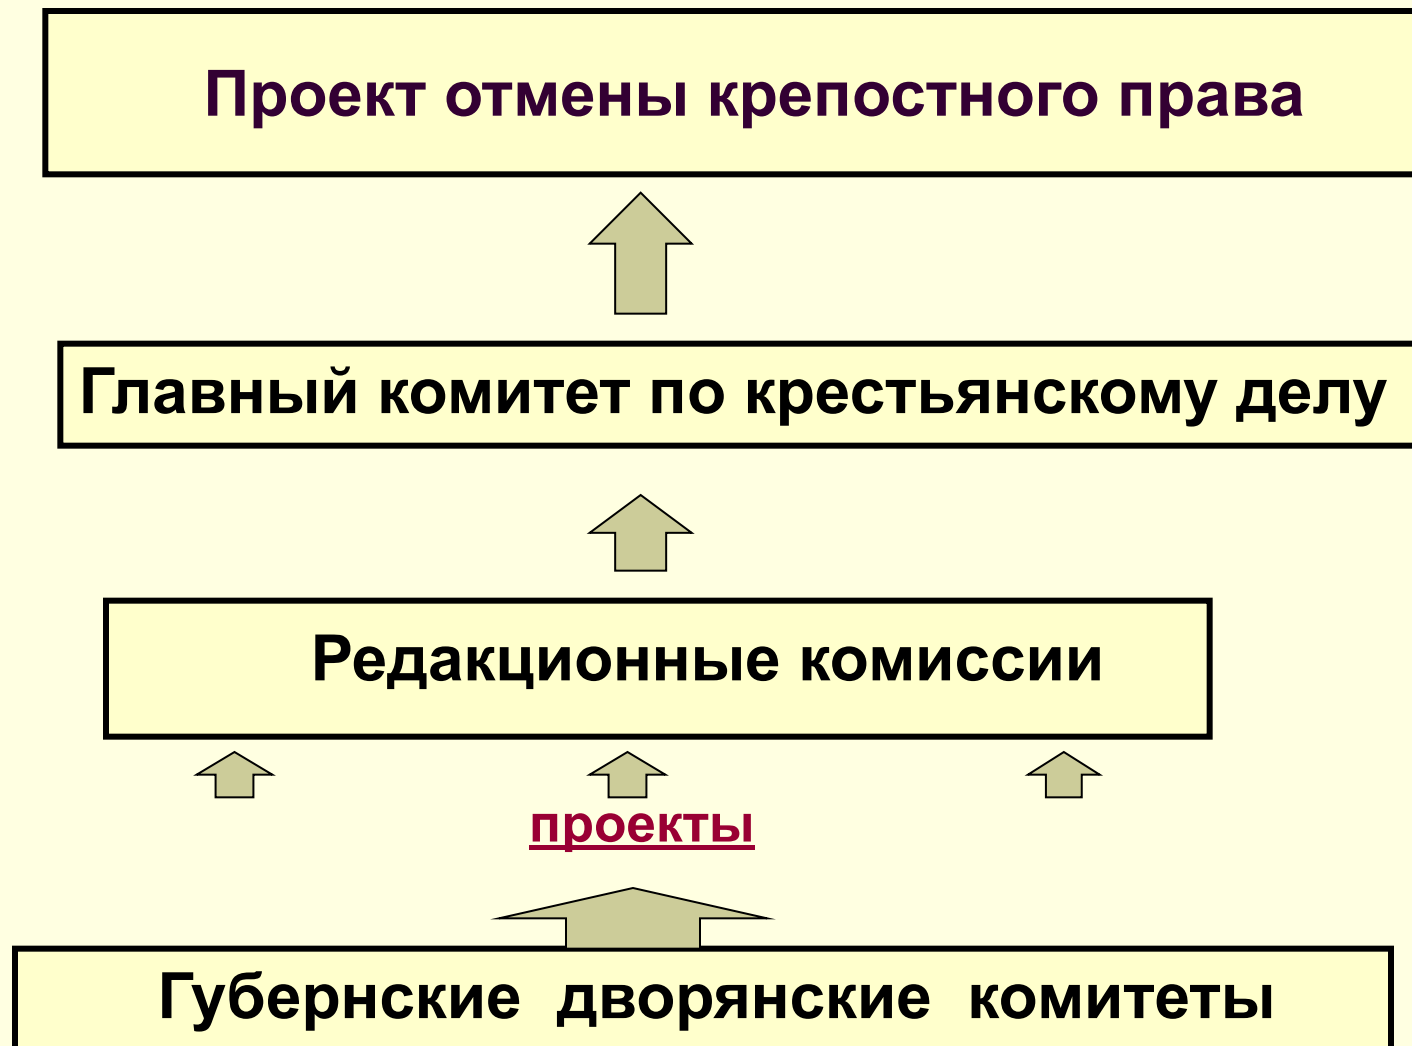 Проект отмены крепостного права
Главный комитет по крестьянскому делу
Редакционные комиссии
проекты
Губернские дворянские комитеты